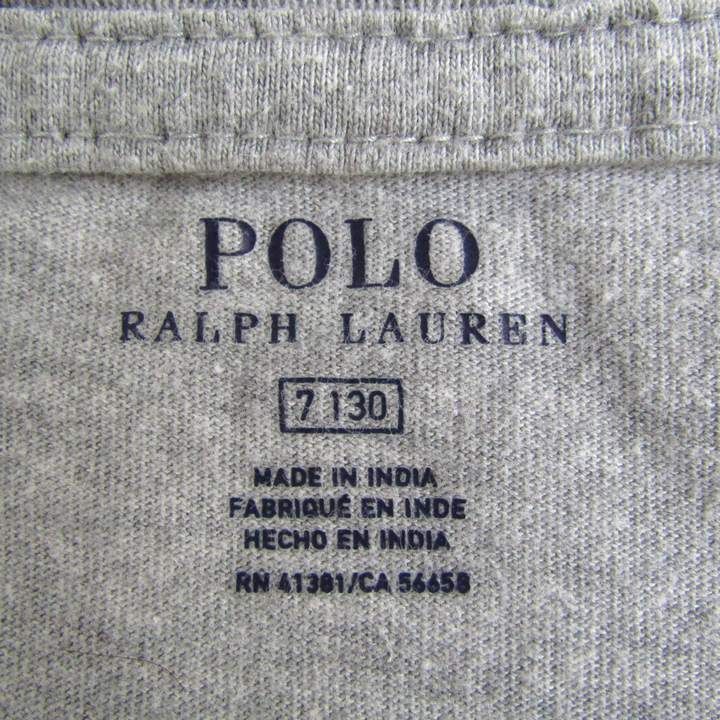 POLO
RALPH LAUREN
7 130
MADE IN INDIA
FABRIQUÉ EN INDE
HECHO EN INDIA
RN 41381/CA 56658